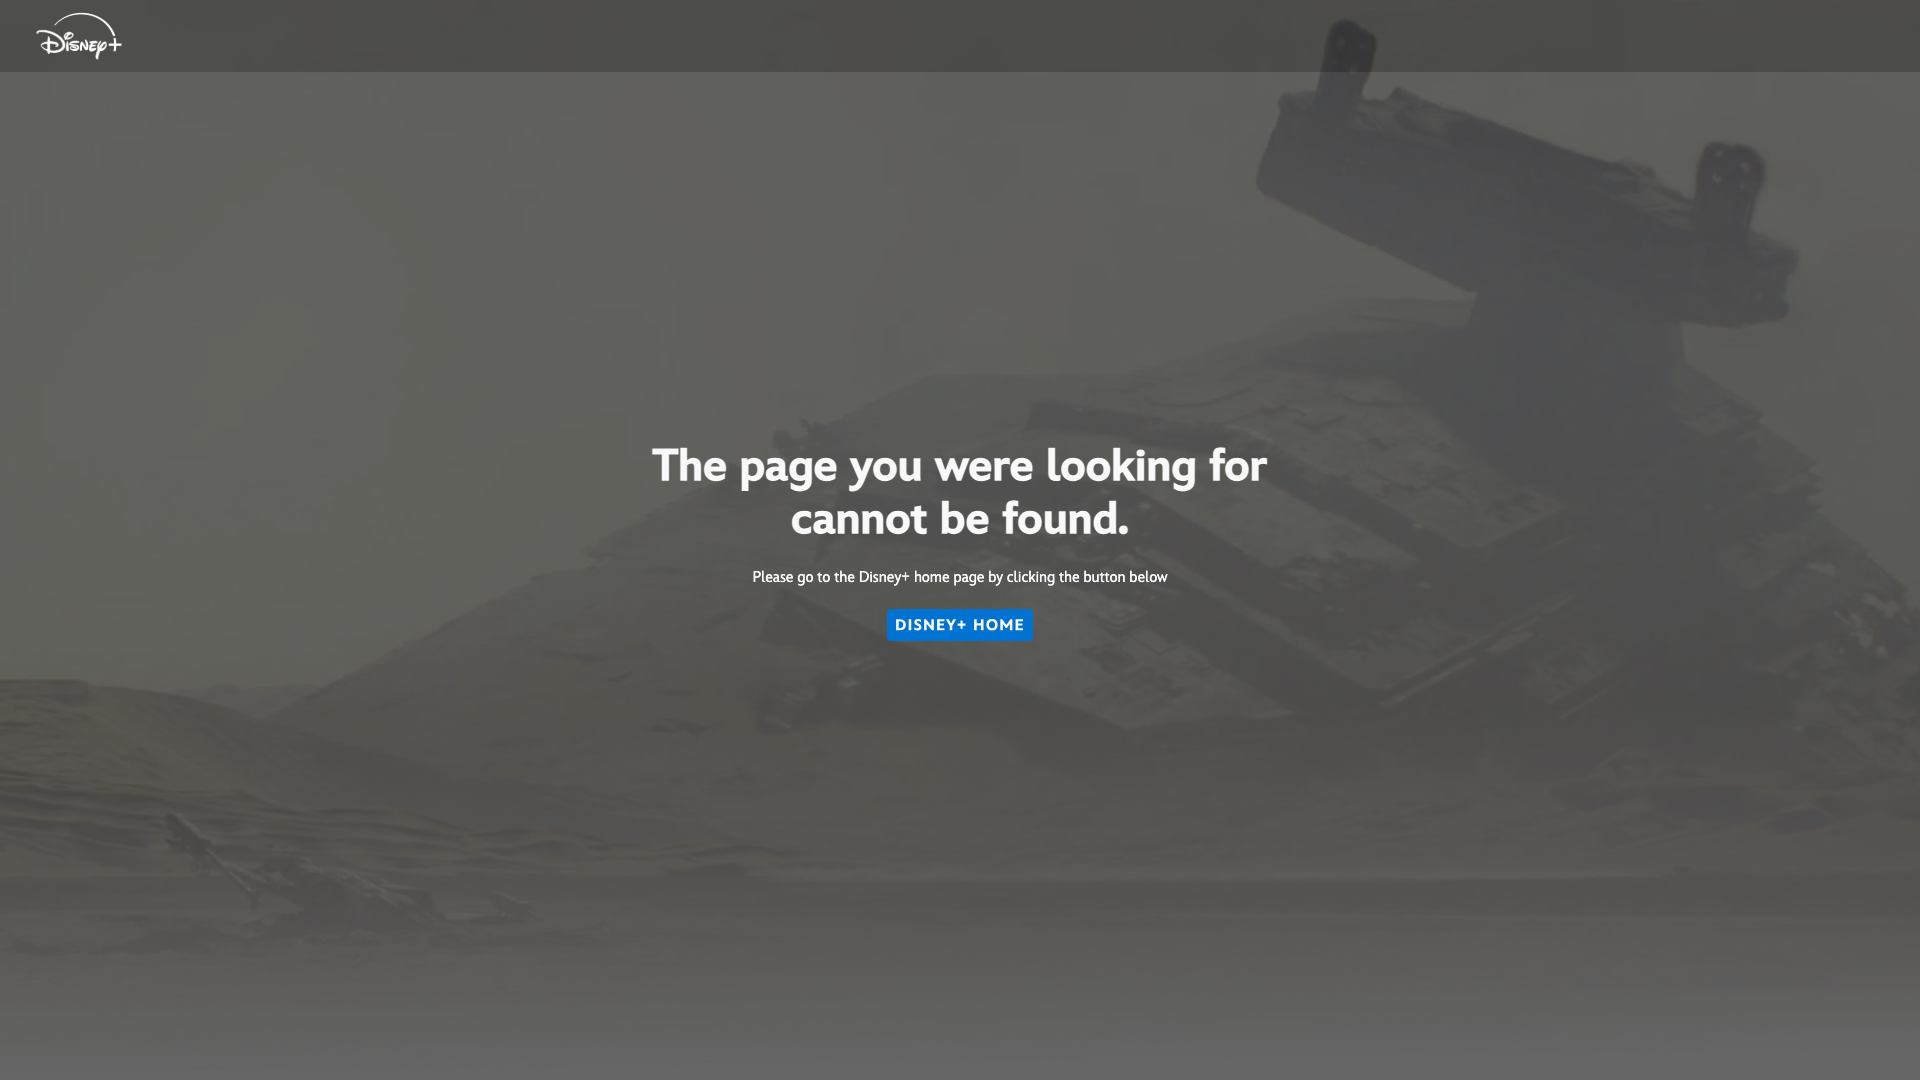 Disney+
The page you were looking for
cannot be found.
Please go to the Disney+ home page by clicking the button below
DISNEY+ HOME